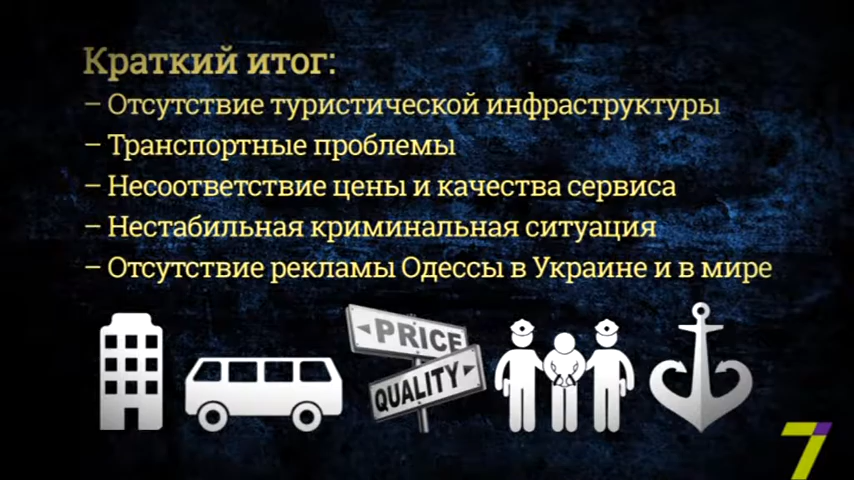 Краткий итог:
– Отсутствие туристической инфраструктуры
– Транспортные проблемы
– Несоответствие цены и качества сервиса
– Нестабильная криминальная ситуация
– Отсутствие рекламы Одессы в Украине и в мире
PRICE
QUALITY
7